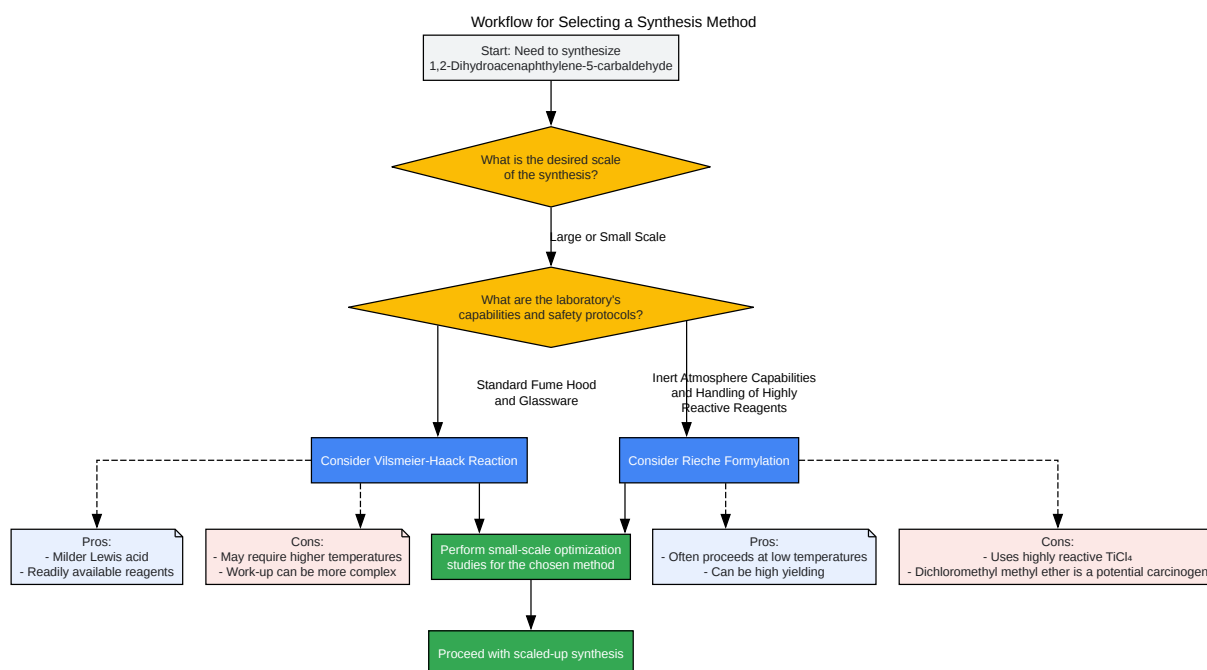 Workflow for Selecting a Synthesis Method
Start: Need to synthesize
1,2-Dihydroacenaphthylene-5-carbaldehyde
What is the desired scale
of the synthesis?
Large or Small Scale
What are the laboratory's
capabilities and safety protocols?
Standard Fume Hood
and Glassware
Inert Atmosphere Capabilities
and Handling of Highly
Reactive Reagents
Consider Vilsmeier-Haack Reaction
Consider Rieche Formylation
Pros:
- Milder Lewis acid
- Readily available reagents
Cons:
- May require higher temperatures
- Work-up can be more complex
Perform small-scale optimization
studies for the chosen method
Pros:
- Often proceeds at low temperatures
- Can be high yielding
Cons:
- Uses highly reactive TiCl₄
- Dichloromethyl methyl ether is a potential carcinogen
Proceed with scaled-up synthesis